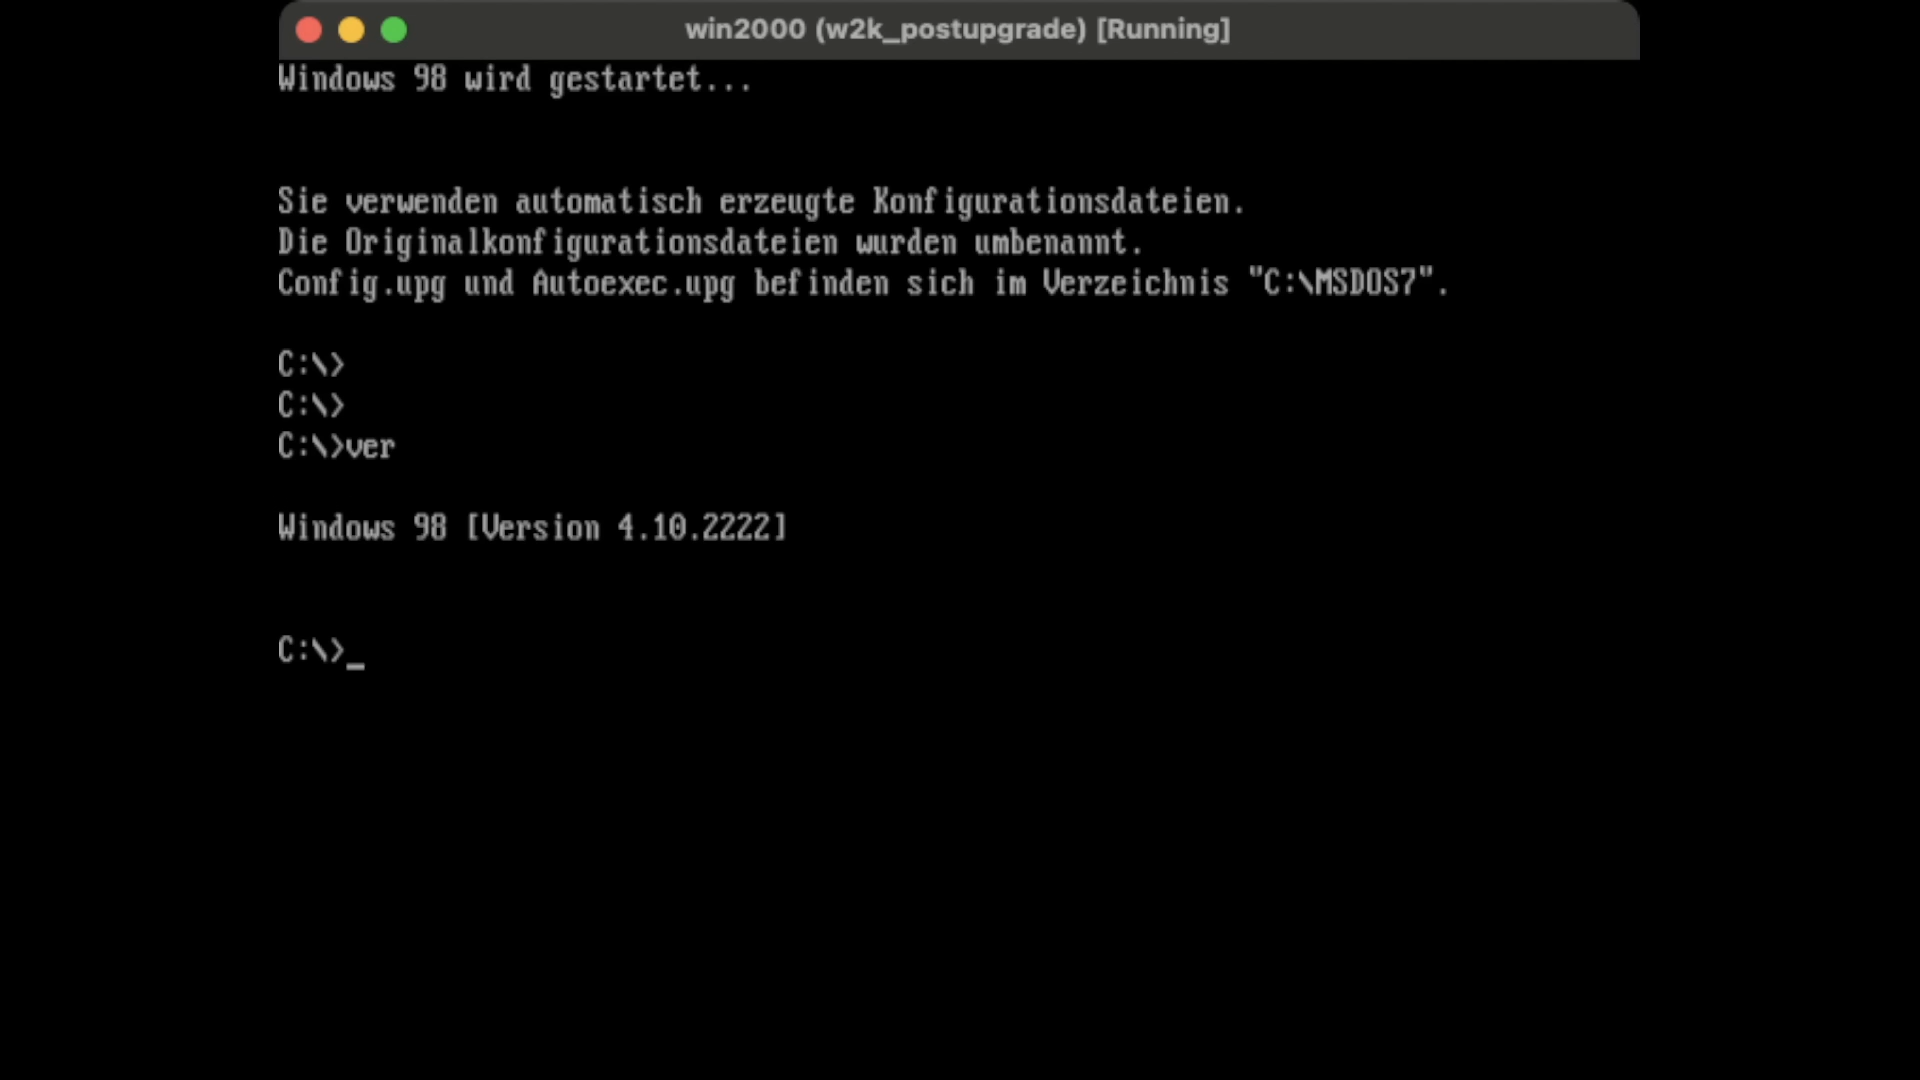 win2000 (w2k_postupgrade) [Running]
Windows 98 wird gestartet...
Sie verwenden automatisch erzeugte Konfigurationsdateien.
Die Originalkonfigurationsdateien wurden umbenannt.
Config.upg und Autoexec.upg befinden sich im Verzeichnis "C:\MSDOS7".
C:\>
C:\>
C:\>ver
Windows 98 [Version 4.10.2222]
C:\>_